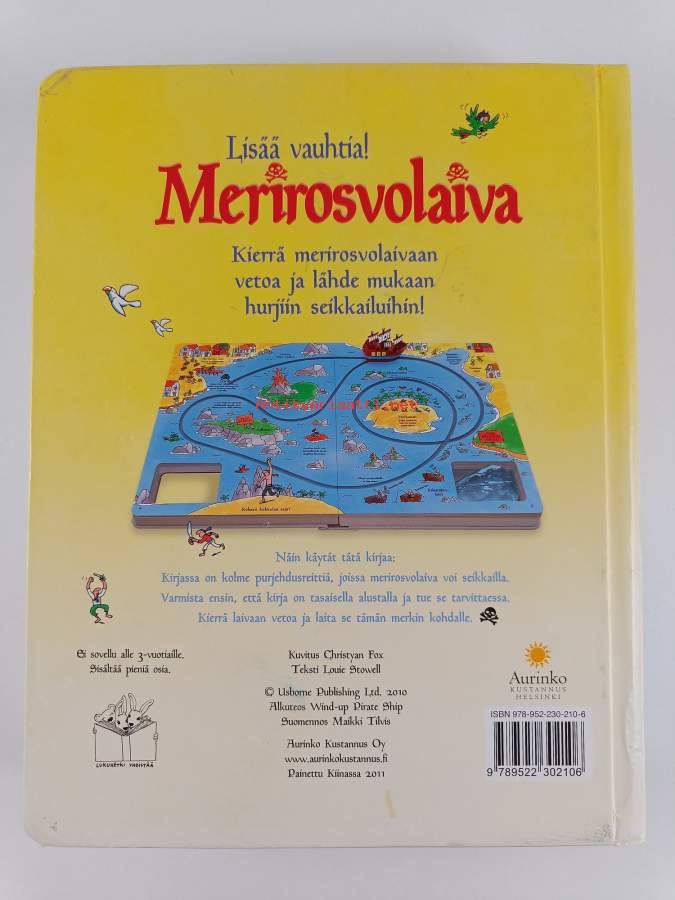 Lisää vauhtia!
Merirosvolaiva
Kierrä merirosvolaivaan
vetoa ja lähde mukaan
hurjiin seikkailuihin!
Näin käytät tätä kirjaa:
Kirjassa on kolme purjehdusreittiä, joissa merirosvolaiva voi seikkailla.
Varmista ensin, että kirja on tasaisella alustalla ja tue se tarvittaessa.
Kierrä laivaan vetoa ja laita se tämän merkin kohdalle.
Ei sovellu alle 3-vuotiaille.
Sisältää pieniä osia.
LUKUHETKI YHDISTÄÄ
Kuvitus Christyan Fox
Teksti Louie Stowell
© Usborne Publishing Ltd. 2010
Alkuteos Wind-up Pirate Ship
Suomennos Maikki Tilvis
Aurinko Kustannus Oy
www.aurinkokustannus.fi
Painettu Kiinassa 2011
Aurinko
KUSTANNUS
HELSINKI
ISBN 978-952-230-210-6
9 789522 302106